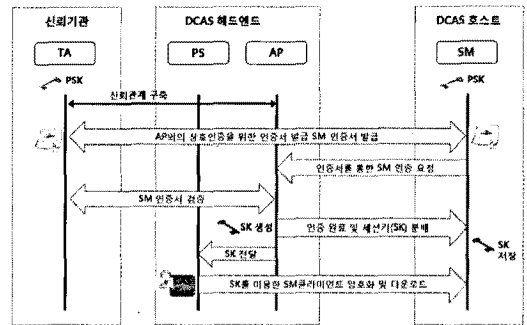 신뢰기관
DCAS 헤드엔드
DCAS 호스트
TA
PS
AP
SM
PSK
PSK
신뢰관계 구축
AP와의 상호인증을 위한 인증서 발급 SM 인증서 발급
인증서를 통한 SM 인증 요청
SM 인증서 검증
SK 생성
인증 완료 및 세션키(SK) 분배
SK 전달
SK 저장
SK를 이용한 SM클라이언트 암호화 및 다운로드